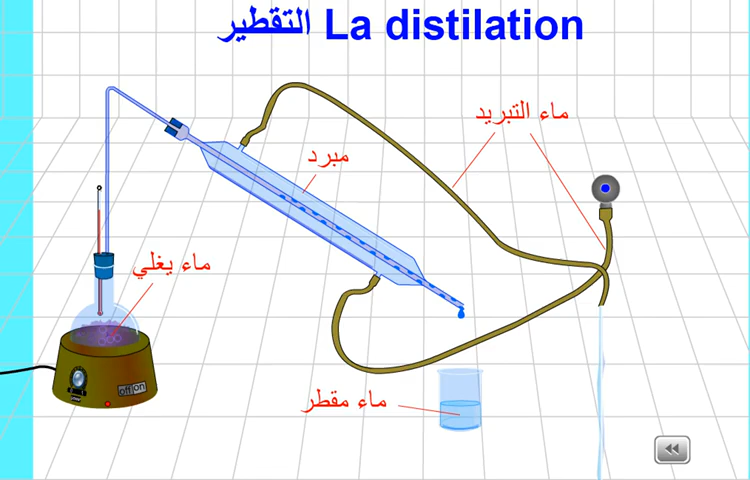 التقطير La distilation
ماء التبريد
مبرد
ماء يغلي
off on
ماء مقطر